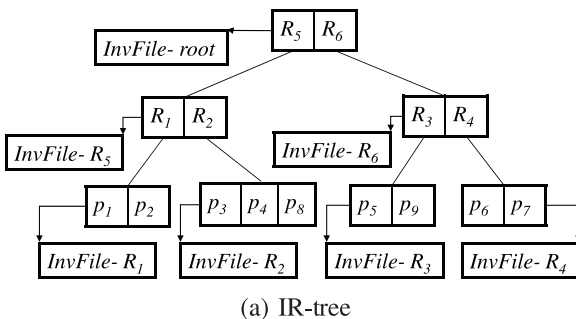 R5 R6
InvFile- root
R1 R2
R3 R4
InvFile- R5
InvFile- R6
p1 p2
p3 p4 p8
p5 p9
p6 p7
InvFile- R1
InvFile- R2
InvFile- R3
InvFile- R4
(a) IR-tree